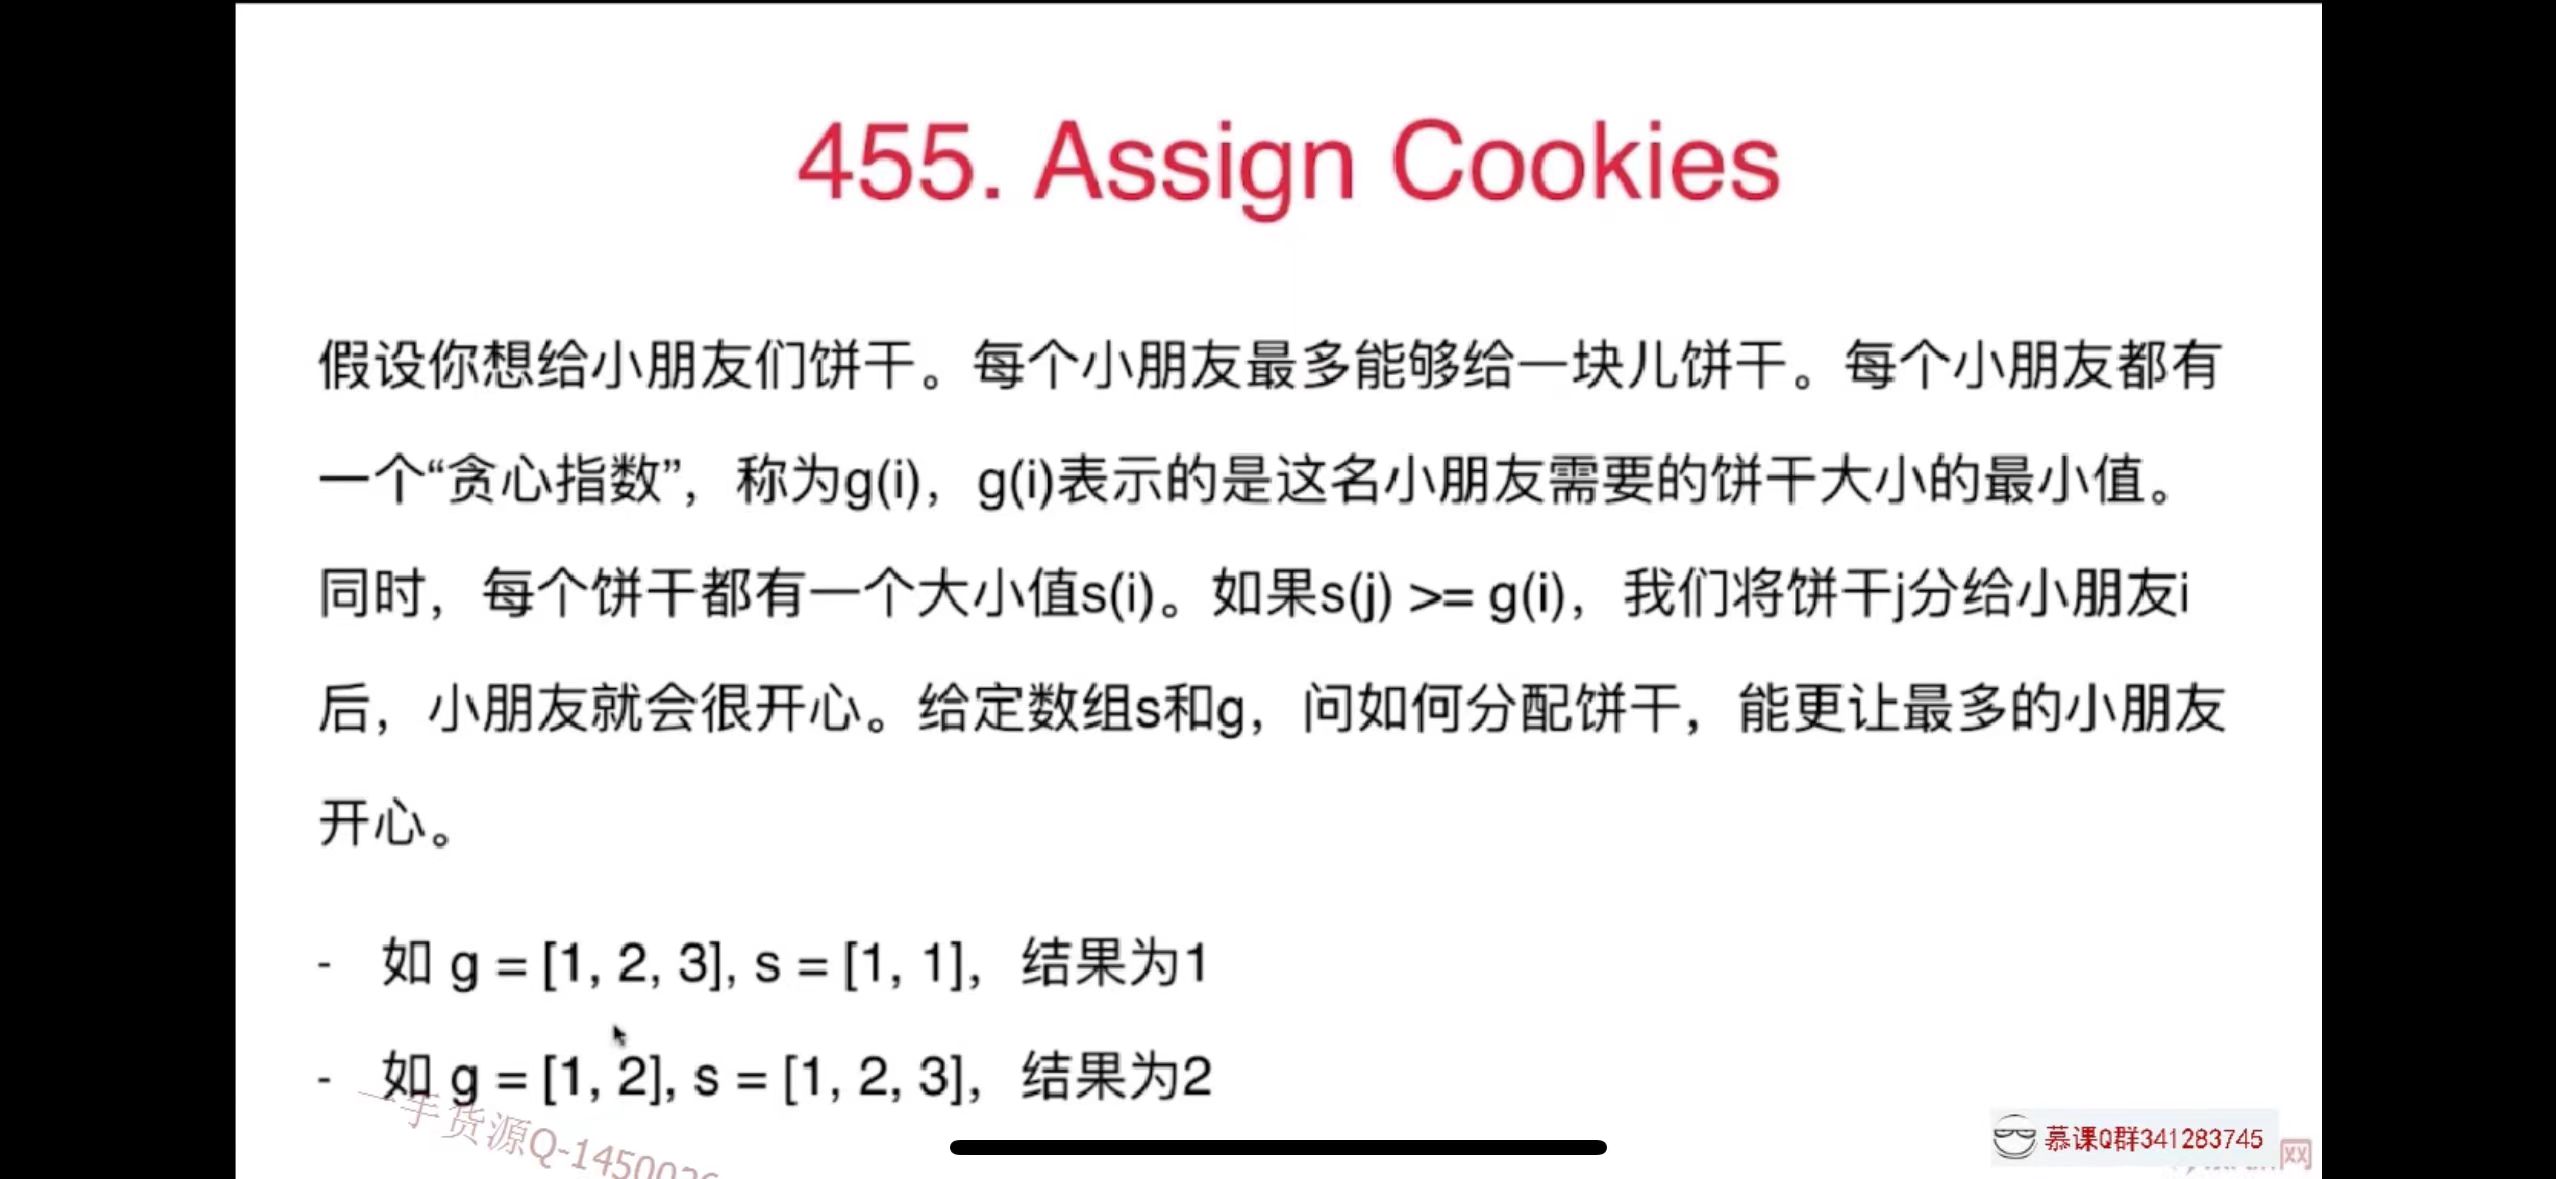 455. Assign Cookies
假设你想给小朋友们饼干。每个小朋友最多能够给一块儿饼干。每个小朋友都有
一个“贪心指数”，称为g(i)，g(i)表示的是这名小朋友需要的饼干大小的最小值。
同时，每个饼干都有一个大小值s(i)。如果s(j) >= g(i)，我们将饼干j分给小朋友i
后，小朋友就会很开心。给定数组s和g，问如何分配饼干，能更让最多的小朋友
开心。
- 如 g = [1, 2, 3], s = [1, 1]，结果为1
- 如 g = [1, 2], s = [1, 2, 3]，结果为2
一手货源Q-145002
慕课Q群341283745
网